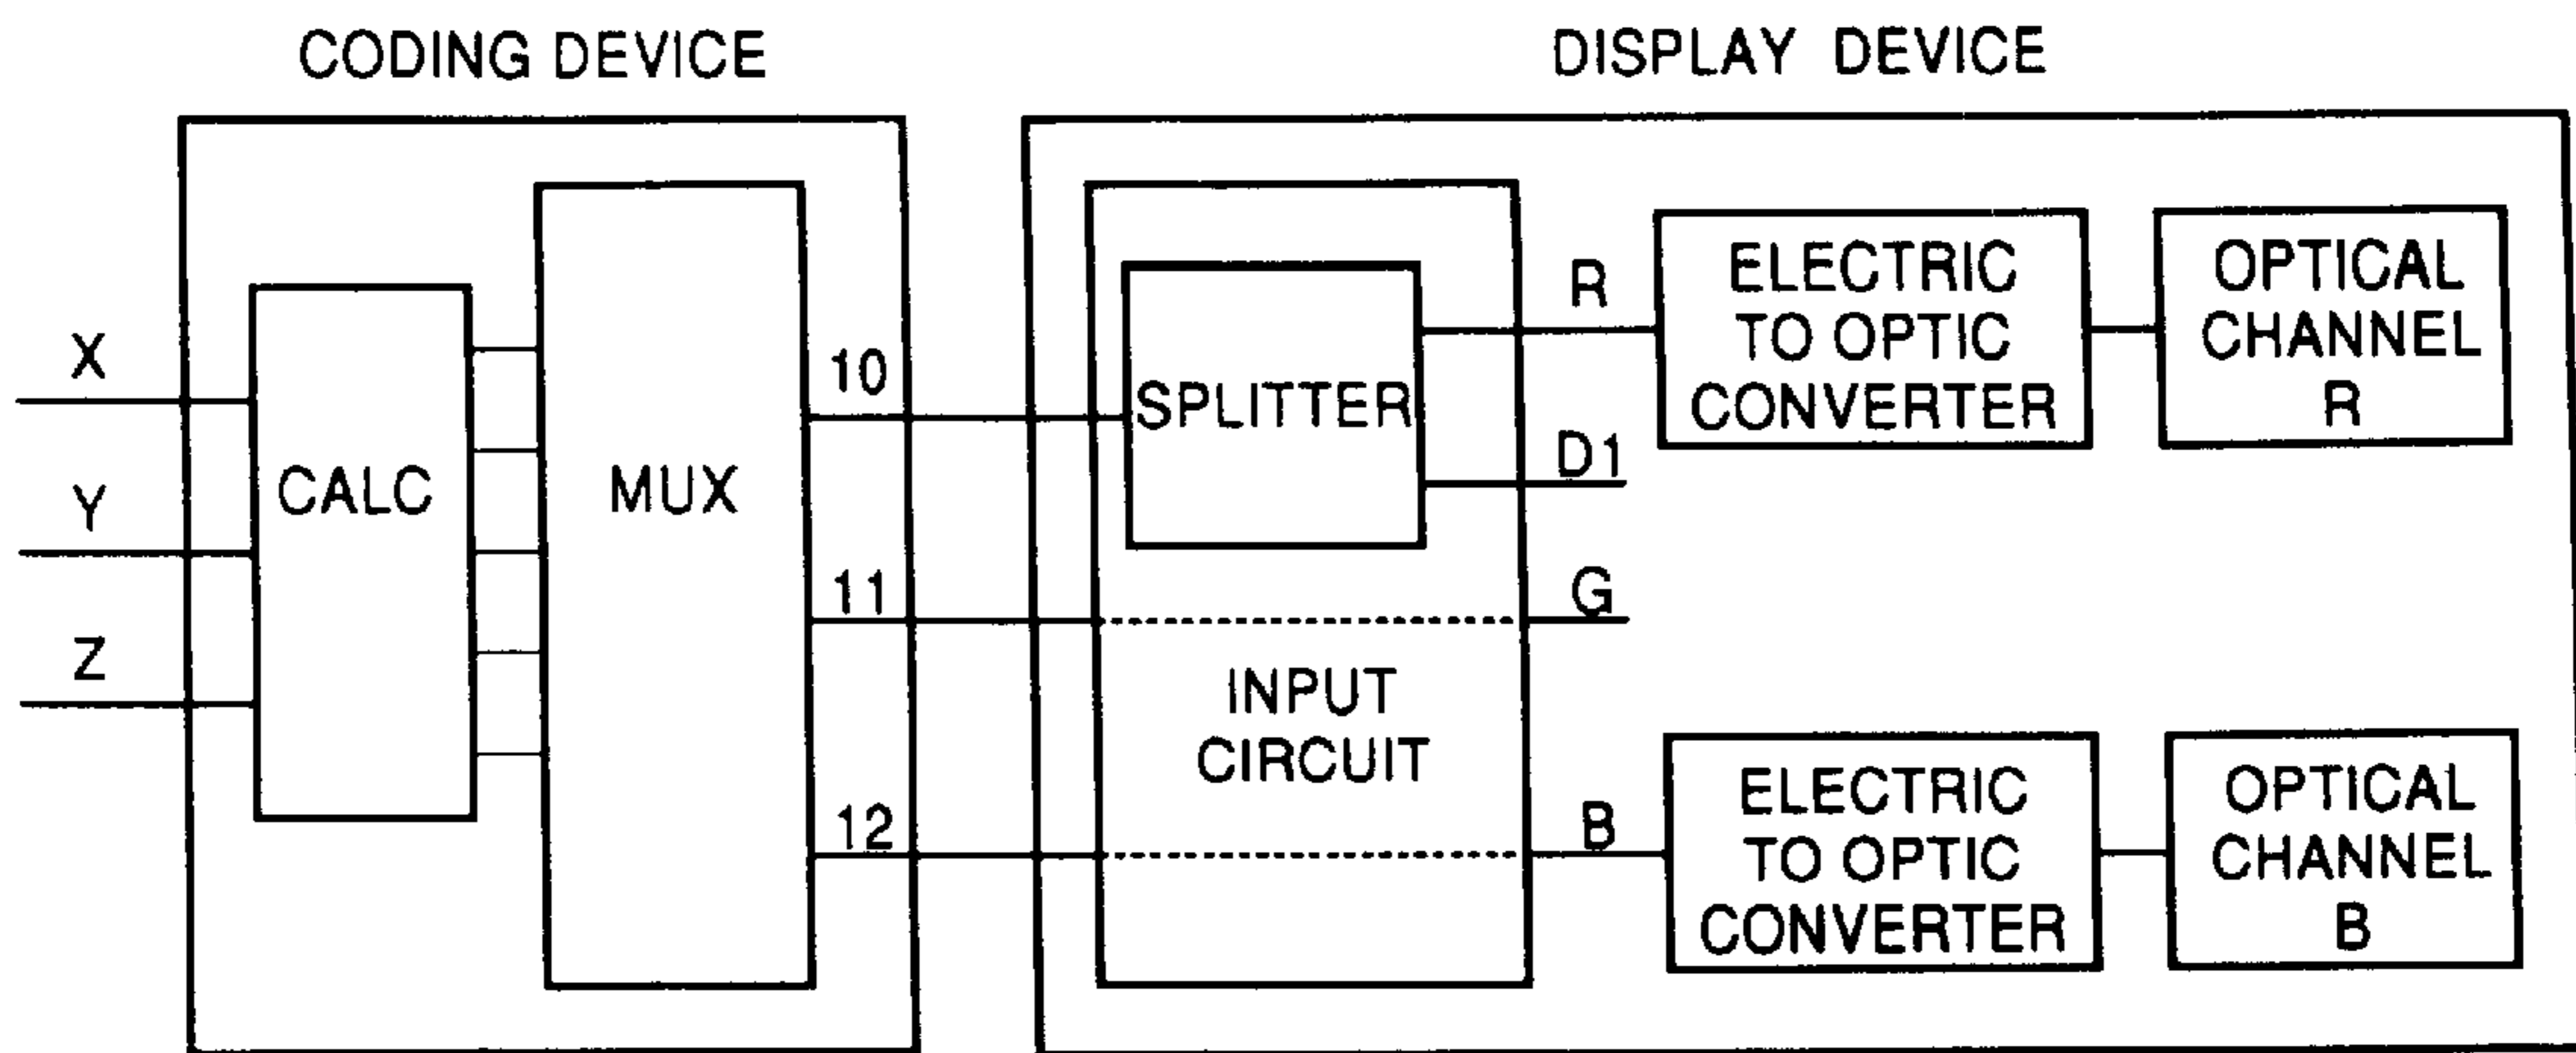 CODING DEVICE
DISPLAY DEVICE
X
Y
Z
CALC
MUX
10
11
12
SPLITTER
INPUT
CIRCUIT
R
D1
G
B
ELECTRIC
TO OPTIC
CONVERTER
OPTICAL
CHANNEL
R
ELECTRIC
TO OPTIC
CONVERTER
OPTICAL
CHANNEL
B